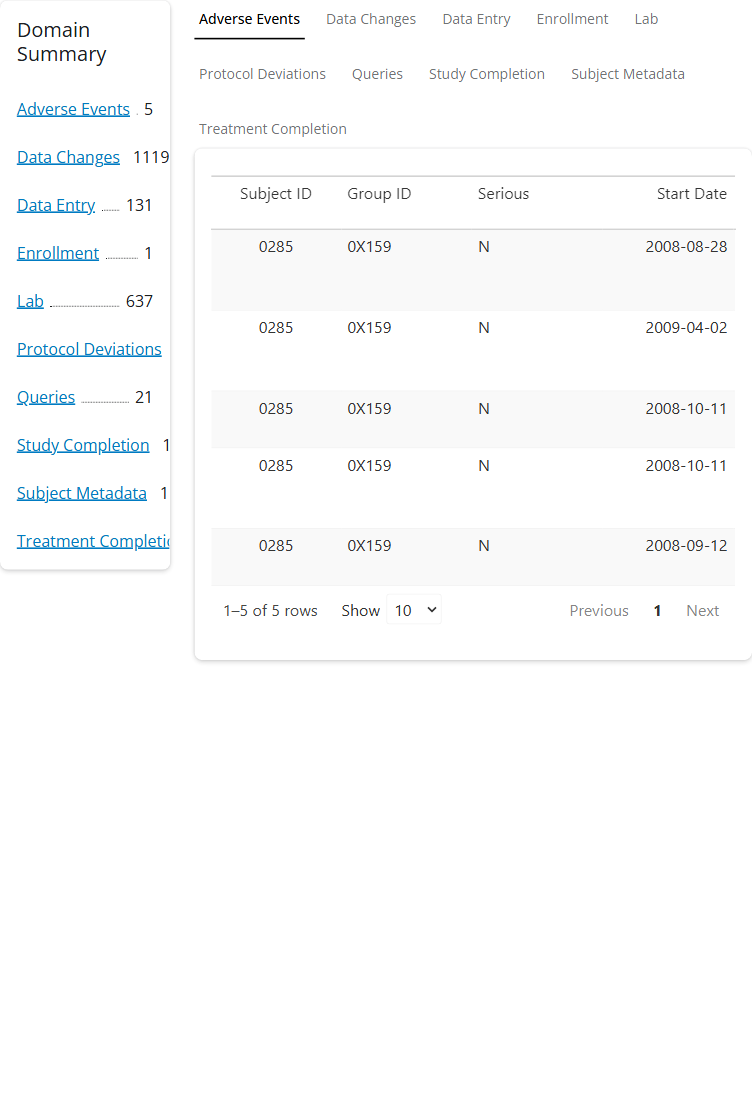 Domain
Summary
Adverse Events 5
Data Changes 1119
Data Entry 131
Enrollment 1
Lab 637
Protocol Deviations
Queries 21
Study Completion 1
Subject Metadata 1
Treatment Completi
Adverse Events Data Changes Data Entry Enrollment Lab
Protocol Deviations Queries Study Completion Subject Metadata
Treatment Completion
Subject ID Group ID Serious Start Date
0285 0X159 N 2008-08-28
0285 0X159 N 2009-04-02
0285 0X159 N 2008-10-11
0285 0X159 N 2008-10-11
0285 0X159 N 2008-09-12
1–5 of 5 rows Show 10 Previous 1 Next